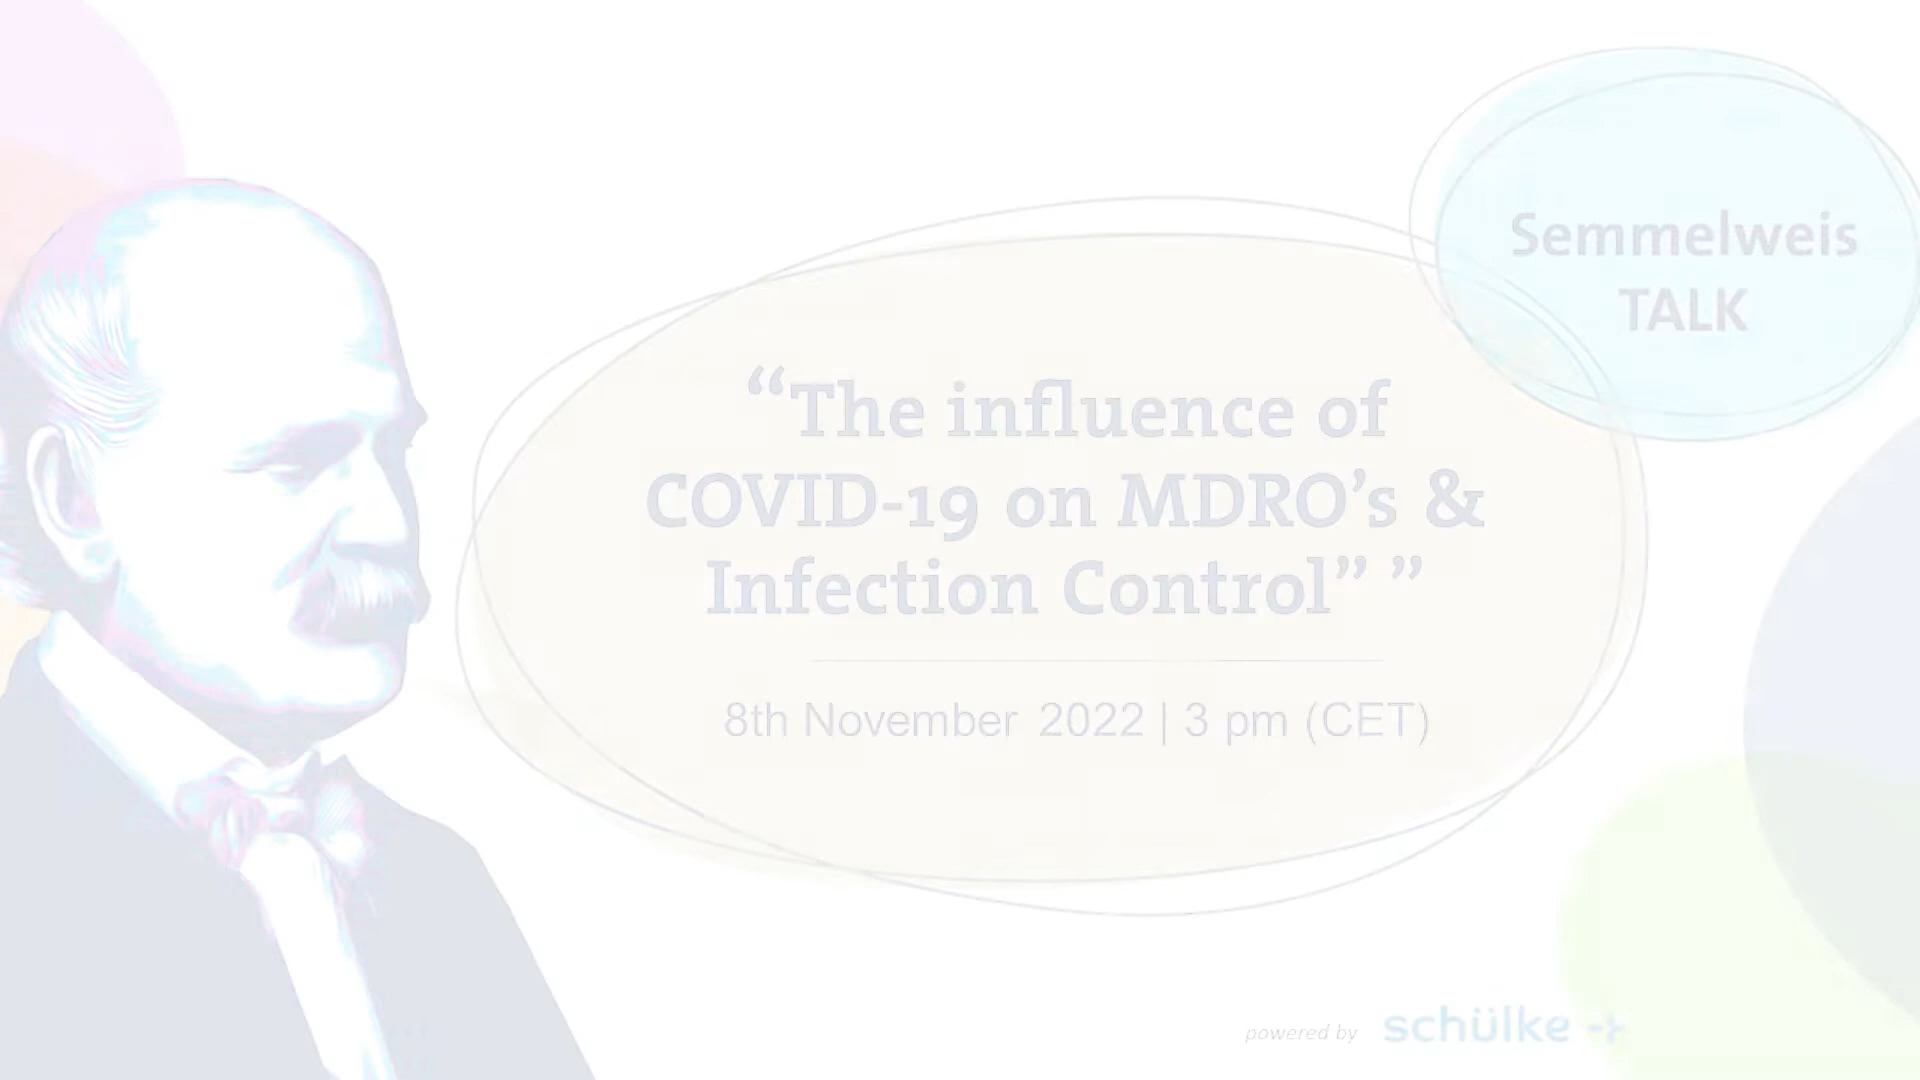 Semmelweis
TALK
“The influence of
COVID-19 on MDRO’s &
Infection Control” ”
8th November 2022 | 3 pm (CET)
powered by schülke